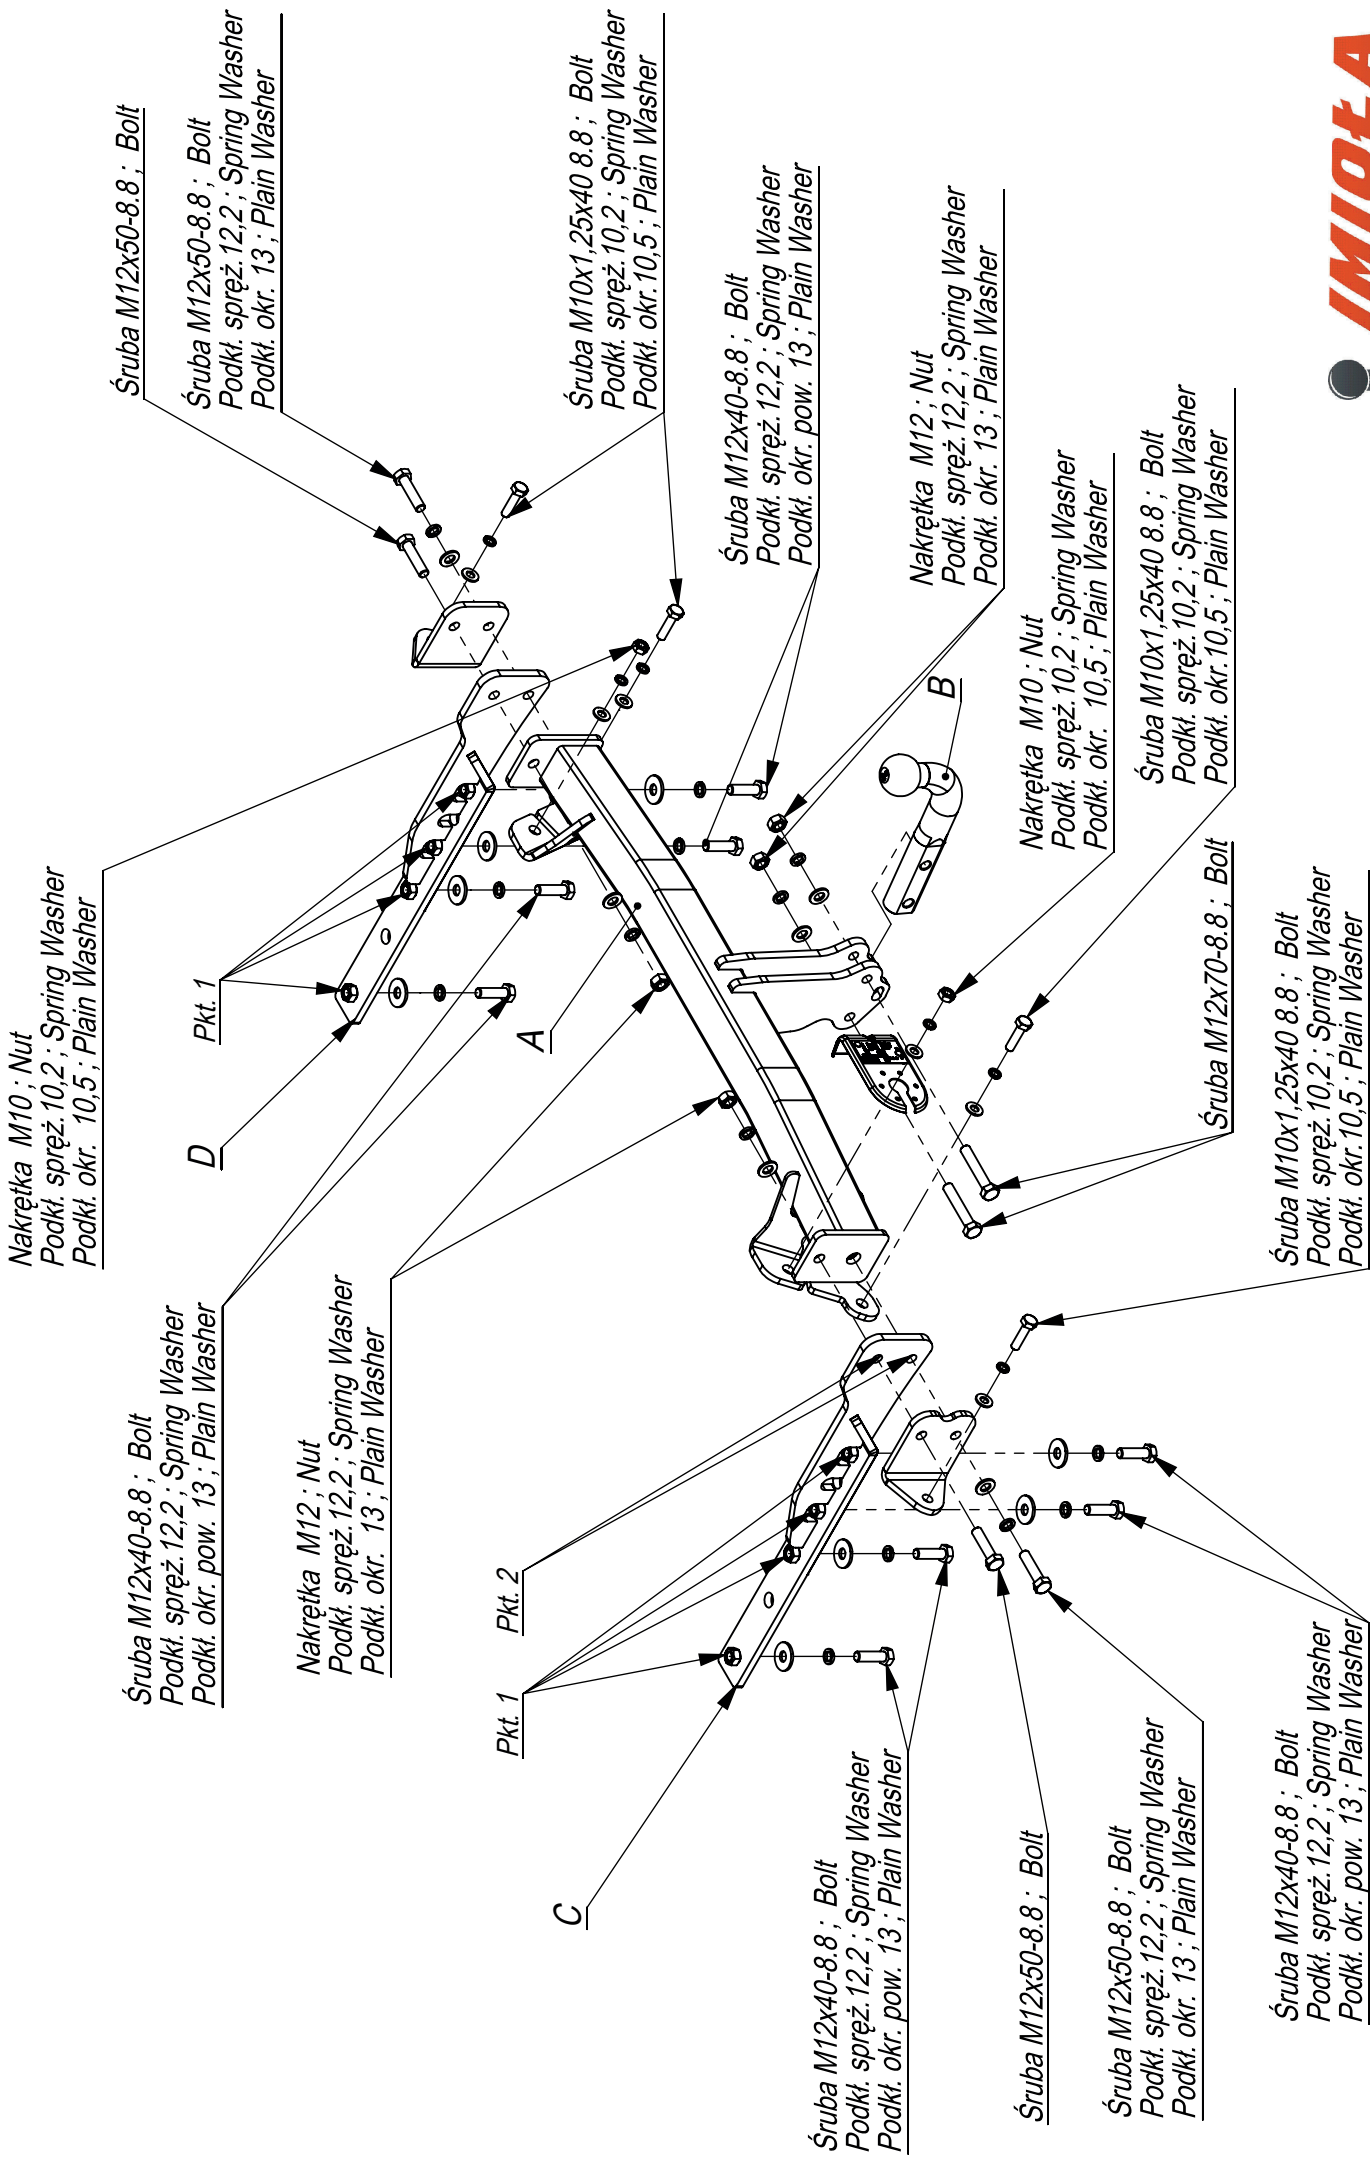 Nakrętka M10 ; Nut
Podkł. spręż.10,2 ; Spring Washer
Podkł. okr. 10,5 ; Plain Washer
Śruba M12x40-8.8 ; Bolt
Podkł. spręż.12,2 ; Spring Washer
Podkł. okr. pow. 13 ; Plain Washer
Nakrętka M12 ; Nut
Podkł. spręż.12,2 ; Spring Washer
Podkł. okr. 13 ; Plain Washer
Pkt. 1
D
A
Pkt. 1
Pkt. 2
C
Śruba M12x50-8.8 ; Bolt
Śruba M12x50-8.8 ; Bolt
Podkł. spręż.12,2 ; Spring Washer
Podkł. okr. 13 ; Plain Washer
Śruba M10x1,25x40 8.8 ; Bolt
Podkł. spręż.10,2 ; Spring Washer
Podkł. okr.10,5 ; Plain Washer
Śruba M12x40-8.8 ; Bolt
Podkł. spręż.12,2 ; Spring Washer
Podkł. okr. pow. 13 ; Plain Washer
Nakrętka M12 ; Nut
Podkł. spręż.12,2 ; Spring Washer
Podkł. okr. 13 ; Plain Washer
B
Nakrętka M10 ; Nut
Podkł. spręż.10,2 ; Spring Washer
Podkł. okr. 10,5 ; Plain Washer
Śruba M10x1,25x40 8.8 ; Bolt
Podkł. spręż.10,2 ; Spring Washer
Podkł. okr.10,5 ; Plain Washer
Śruba M12x70-8.8 ; Bolt
Śruba M10x1,25x40 8.8 ; Bolt
Podkł. spręż.10,2 ; Spring Washer
Podkł. okr.10,5 ; Plain Washer
Śruba M12x40-8.8 ; Bolt
Podkł. spręż.12,2 ; Spring Washer
Podkł. okr. pow. 13 ; Plain Washer
Śruba M12x50-8.8 ; Bolt
Śruba M12x50-8.8 ; Bolt
Podkł. spręż.12,2 ; Spring Washer
Podkł. okr. 13 ; Plain Washer
Śruba M12x40-8.8 ; Bolt
Podkł. spręż.12,2 ; Spring Washer
Podkł. okr. pow. 13 ; Plain Washer
IMIOŁA